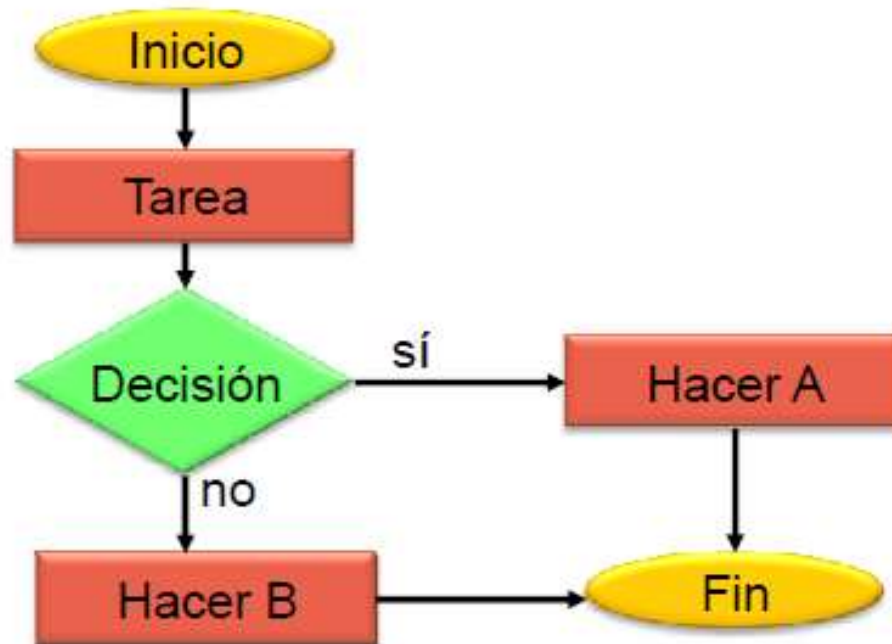 Inicio
Tarea
Decisión
sí
Hacer A
no
Hacer B
Fin